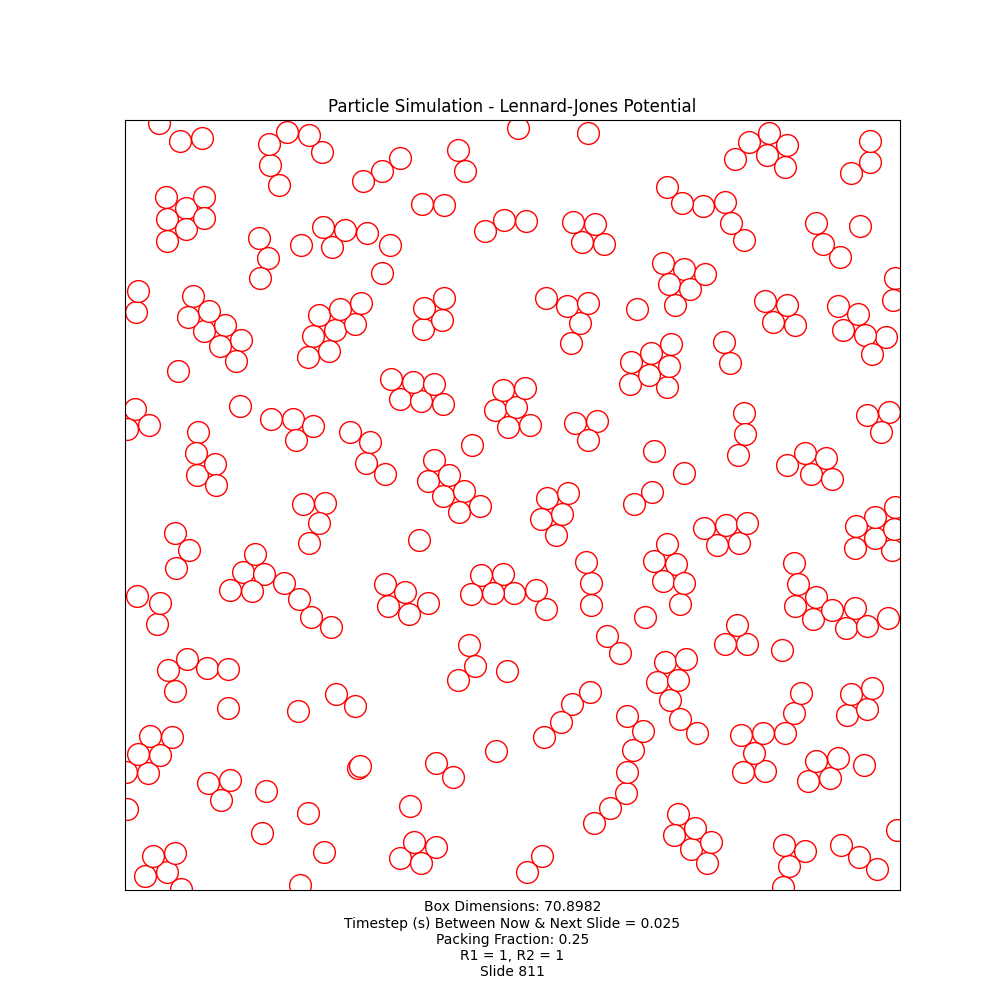 Particle Simulation - Lennard-Jones Potential
Box Dimensions: 70.8982
Timestep (s) Between Now & Next Slide = 0.025
Packing Fraction: 0.25
R1 = 1, R2 = 1
Slide 811